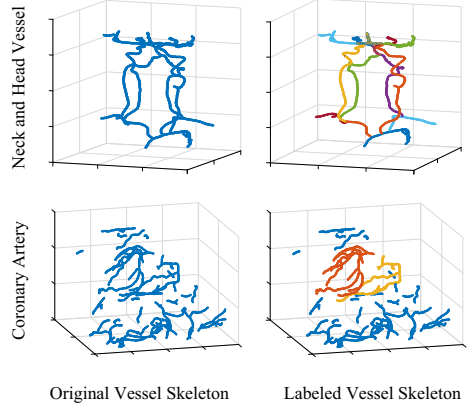 Neck and Head Vessel
Coronary Artery
Original Vessel Skeleton
Labeled Vessel Skeleton